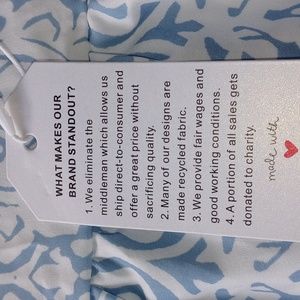 WHAT MAKES OUR
BRAND STANDOUT?
1. We eliminate the
middleman which allows us
ship direct-to-consumer and
offer a great price without
sacrificing quality.
2. Many of our designs are
made recycled fabric.
3. We provide fair wages and
good working conditions.
4. A portion of all sales gets
donated to charity.
made with